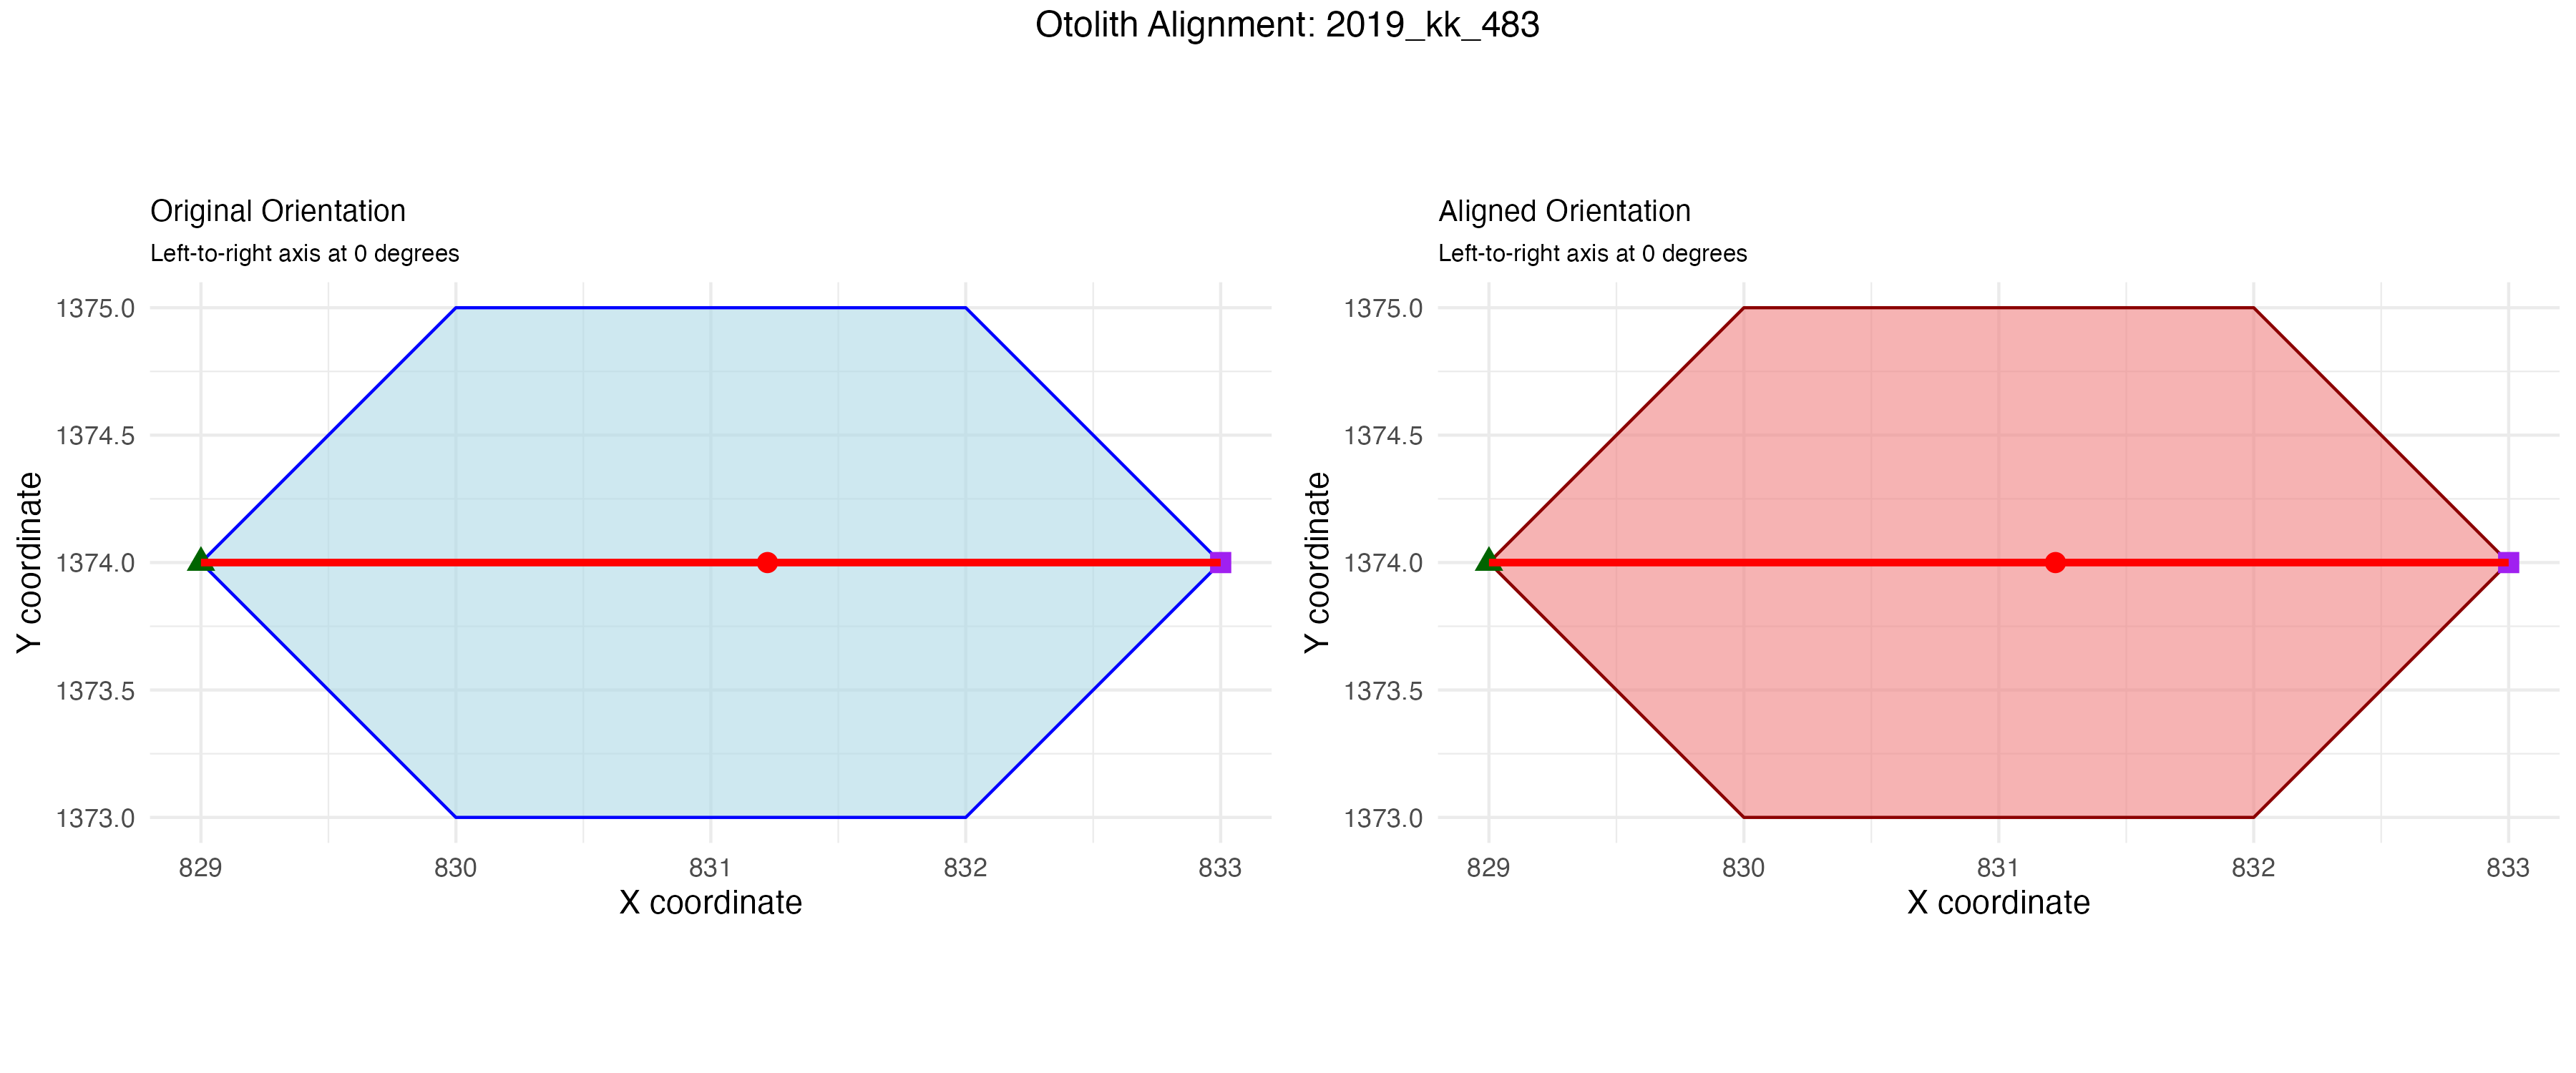 Otolith Alignment: 2019_kk_483
Original Orientation
Left-to-right axis at 0 degrees
1375.0
1374.5
1374.0
1373.5
1373.0
Y coordinate
829 830 831 832 833
X coordinate
Aligned Orientation
Left-to-right axis at 0 degrees
1375.0
1374.5
1374.0
1373.5
1373.0
Y coordinate
829 830 831 832 833
X coordinate